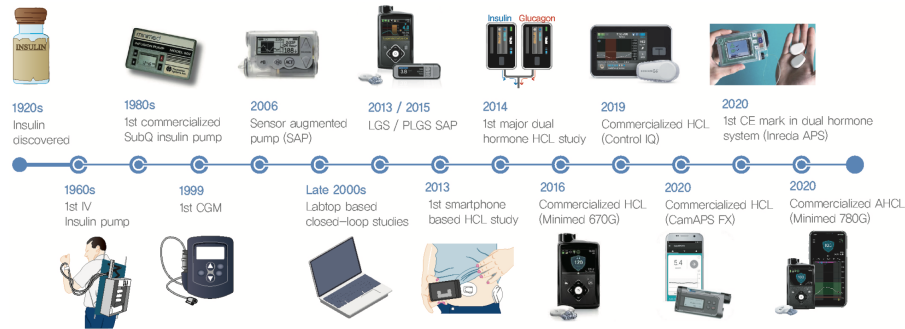 Insulin Glucagon
INSULIN
1920s
Insulin
discovered
1980s
1st commercialized
SubQ insulin pump
2006
Sensor augmented
pump (SAP)
2013 / 2015
LGS / PLGS SAP
2014
1st major dual
hormone HCL study
2019
Commercialized HCL
(Control IQ)
2020
1st CE mark in dual hormone
system (Inreda APS)
1960s
1st IV
Insulin pump
1999
1st CGM
Late 2000s
Labtop based
closed-loop studies
2013
1st smartphone
based HCL study
2016
Commercialized HCL
(Minimed 670G)
2020
Commercialized HCL
(CamAPS FX)
2020
Commercialized AHCL
(Minimed 780G)